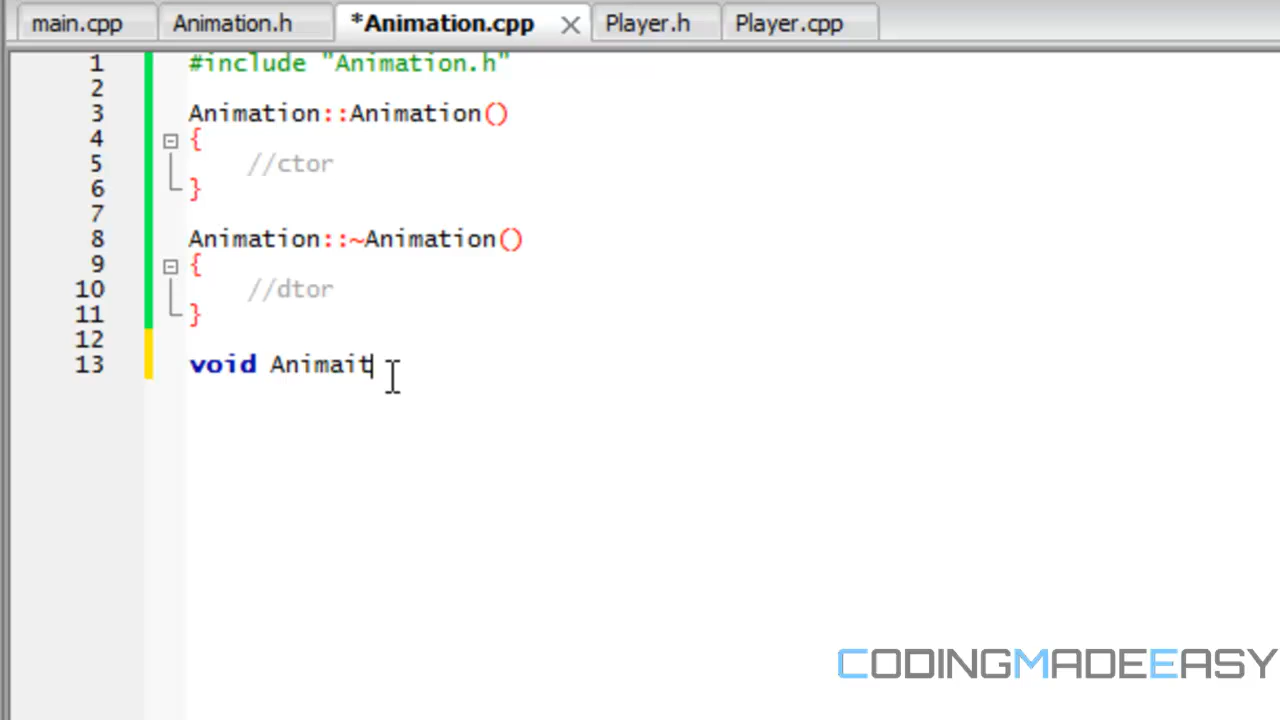 main.cpp Animation.h *Animation.cpp Player.h Player.cpp
1 #include "Animation.h"
2
3 Animation::Animation()
4 {
5 //ctor
6 }
7
8 Animation::~Animation()
9 {
10 //dtor
11 }
12
13 void Animait
CODINGMADEEASY